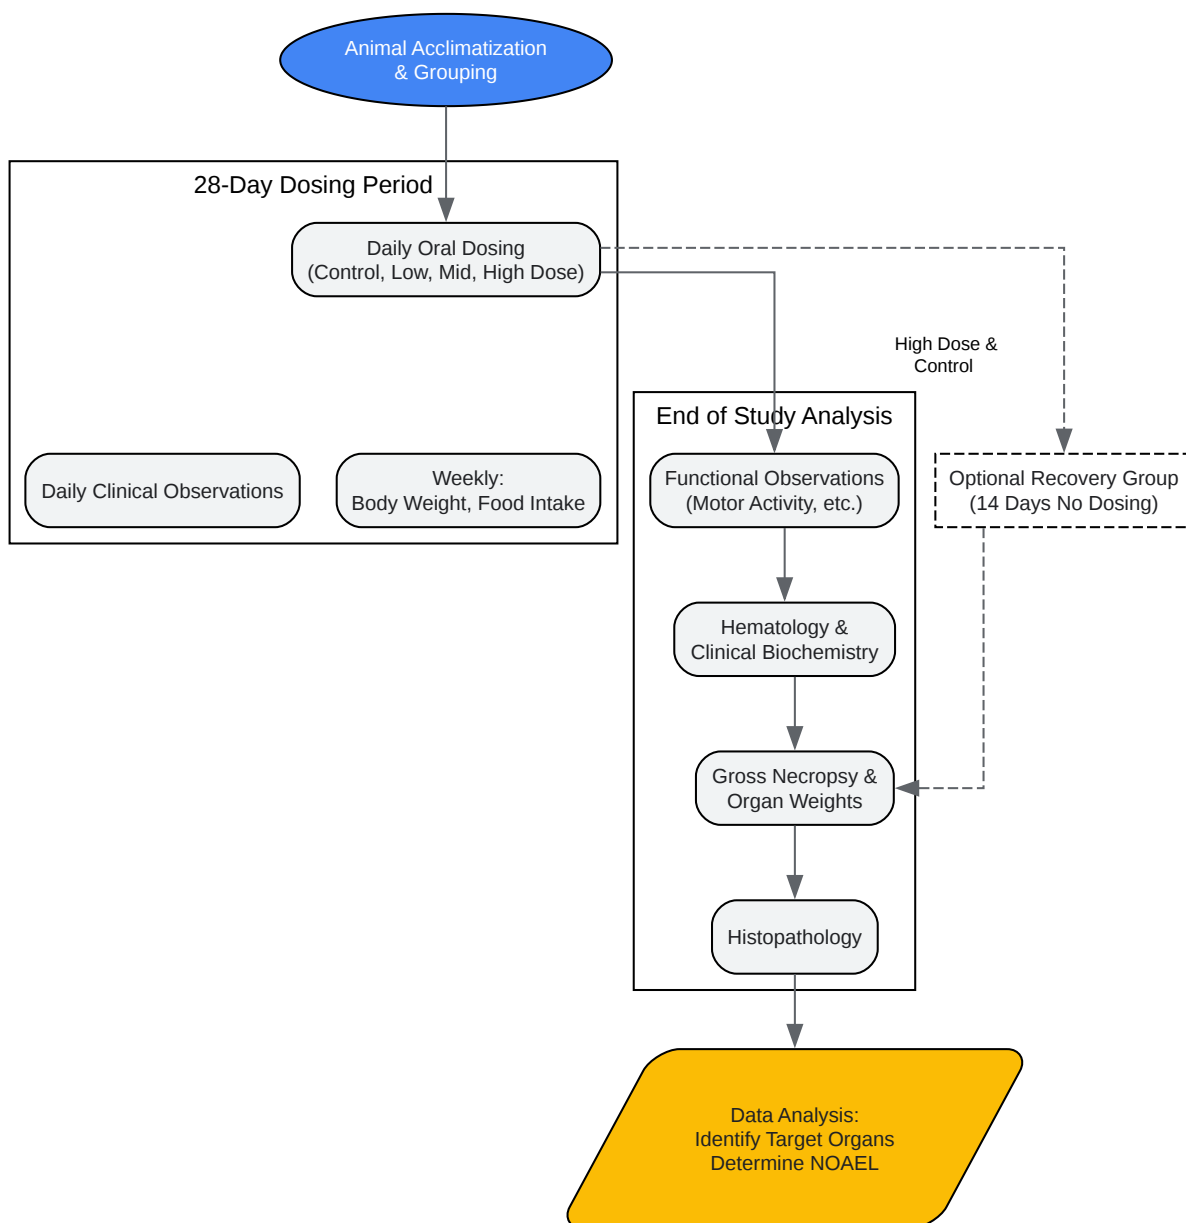 Animal Acclimatization
& Grouping
28-Day Dosing Period
Daily Oral Dosing
(Control, Low, Mid, High Dose)
High Dose &
Control
End of Study Analysis
Daily Clinical Observations
Weekly:
Body Weight, Food Intake
Functional Observations
(Motor Activity, etc.)
Optional Recovery Group
(14 Days No Dosing)
Hematology &
Clinical Biochemistry
Gross Necropsy &
Organ Weights
Histopathology
Data Analysis:
Identify Target Organs
Determine NOAEL